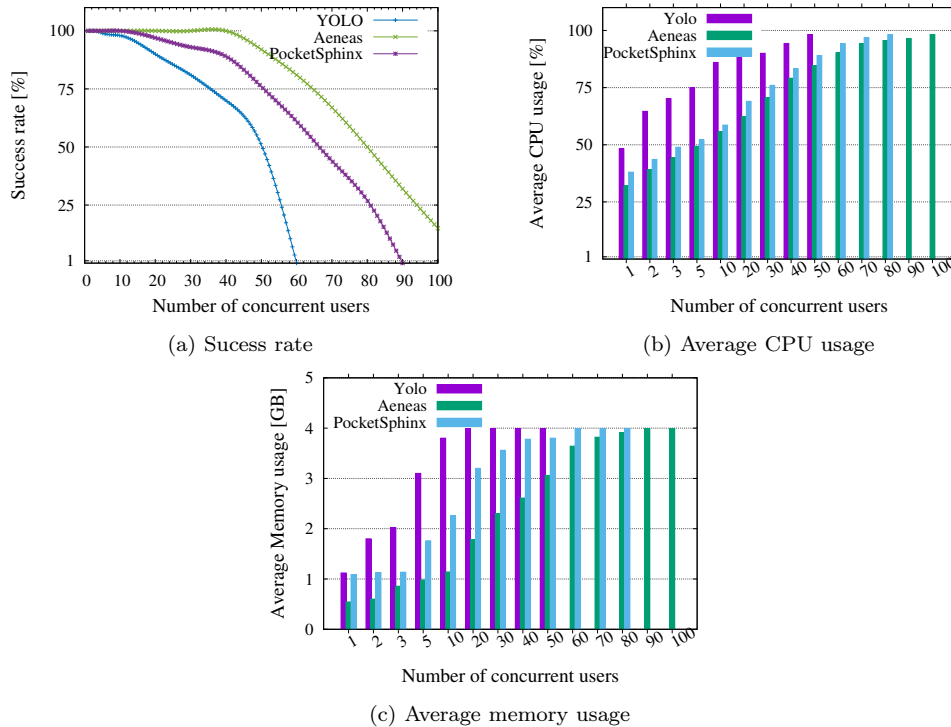 YOLO
Aeneas
PocketSphinx
Success rate [%]
100
75
50
25
1
0 10 20 30 40 50 60 70 80 90 100
Number of concurrent users
(a) Sucess rate
Yolo
Aeneas
PocketSphinx
Average CPU usage [%]
100
75
50
25
1
1 2 3 5 10 20 30 40 50 60 70 80 90 100
Number of concurrent users
(b) Average CPU usage
Yolo
Aeneas
PocketSphinx
Average Memory usage [GB]
5
4
3
2
1
0
1 2 3 5 10 20 30 40 50 60 70 80 90 100
Number of concurrent users
(c) Average memory usage